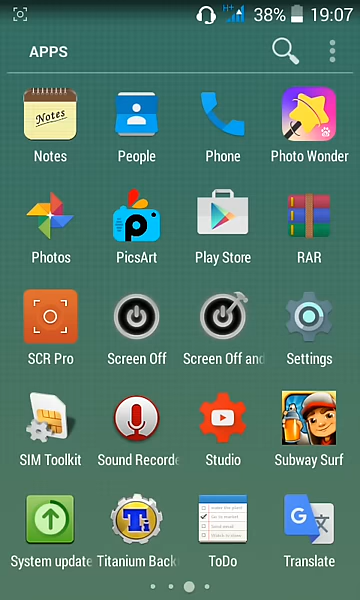 H+ 38% 19:07
APPS
Notes
Notes People Phone Photo Wonder
Photos PicsArt Play Store RAR
SCR Pro Screen Off Screen Off and Settings
SIM Toolkit Sound Recorde Studio Subway Surf
Ti
G
System update Titanium Back ToDo Translate